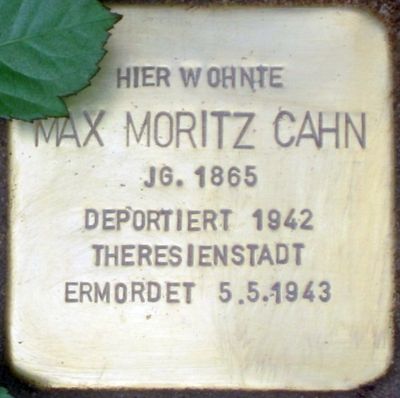 HIER WOHNTE
MAX MORITZ CAHN
JG. 1865
DEPORTIERT 1942
THERESIENSTADT
ERMORDET 5.5.1943